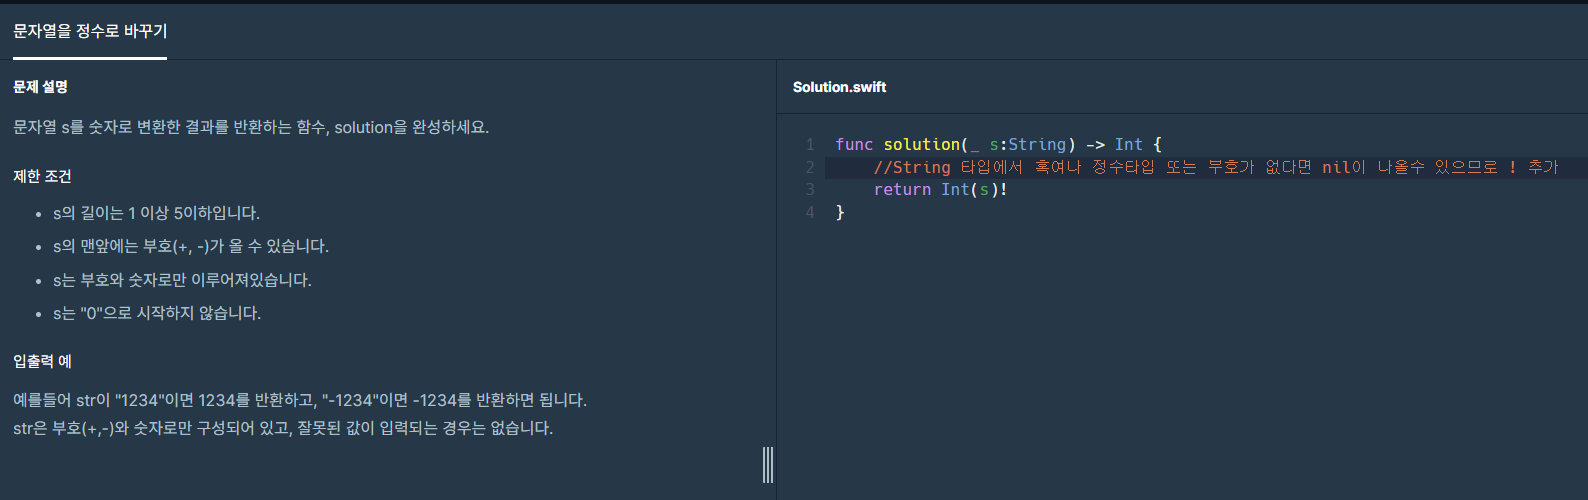 문자열을 정수로 바꾸기
문제 설명
문자열 s를 숫자로 변환한 결과를 반환하는 함수, solution을 완성하세요.
제한 조건
• s의 길이는 1 이상 5이하입니다.
• s의 맨앞에는 부호(+, -)가 올 수 있습니다.
• s는 부호와 숫자로만 이루어져있습니다.
• s는 "0"으로 시작하지 않습니다.
입출력 예
예를들어 str이 "1234"이면 1234를 반환하고, "-1234"이면 -1234를 반환하면 됩니다.
str은 부호(+,-)와 숫자로만 구성되어 있고, 잘못된 값이 입력되는 경우는 없습니다.
Solution.swift
1 func solution(_ s:String) -> Int {
2 //String 타입에서 혹여나 정수타입 또는 부호가 없다면 nil이 나올수 있으므로 ! 추가
3 return Int(s)!
4 }